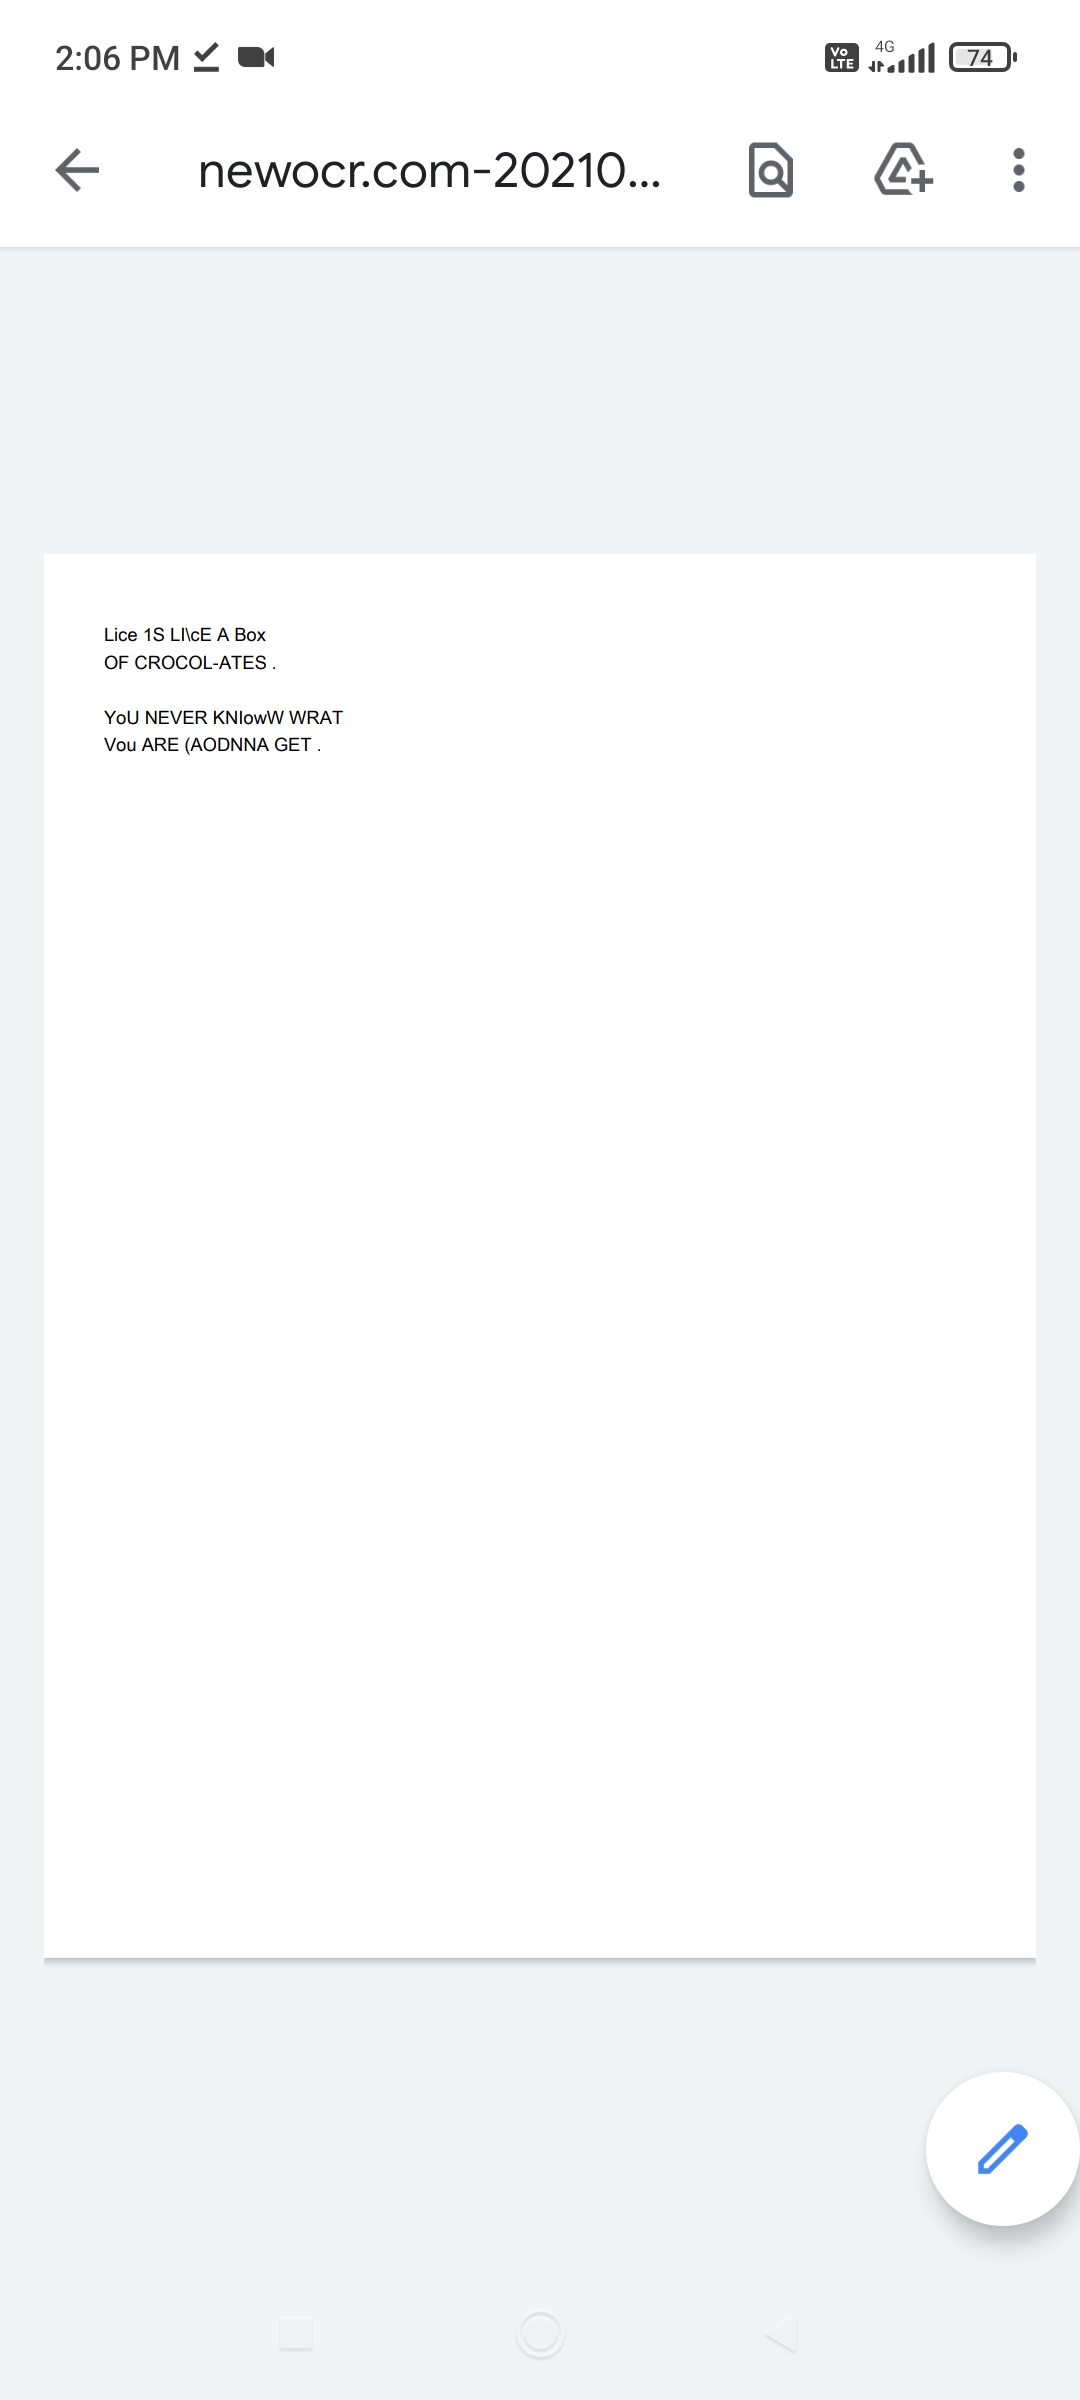 2:06 PM
Vo LTE 4G 74
newocr.com-20210...
Lice 1S LI\cE A Box
OF CROCOL-ATES .
YoU NEVER KNIowW WRAT
Vou ARE (AODNNA GET .